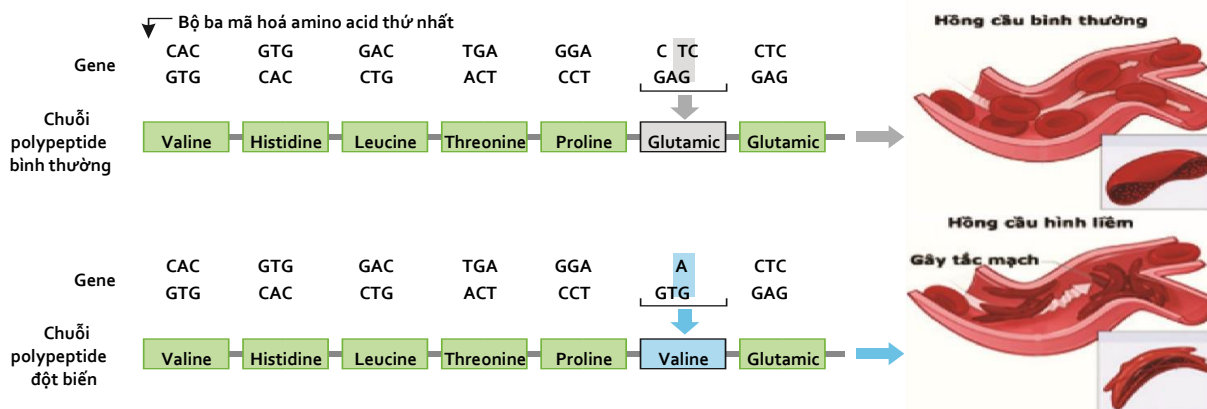 Bộ ba mã hoá amino acid thứ nhất
Gene
CAC GTG GAC TGA GGA C TC CTC
GTG CAC CTG ACT CCT GAG GAG
Chuỗi
polypeptide
bình thường
Valine Histidine Leucine Threonine Proline Glutamic Glutamic
Hồng cầu bình thường
Gene
CAC GTG GAC TGA GGA A CTC
GTG CAC CTG ACT CCT GTG GAG
Chuỗi
polypeptide
đột biến
Valine Histidine Leucine Threonine Proline Valine Glutamic
Hồng cầu hình liềm
Gây tắc mạch